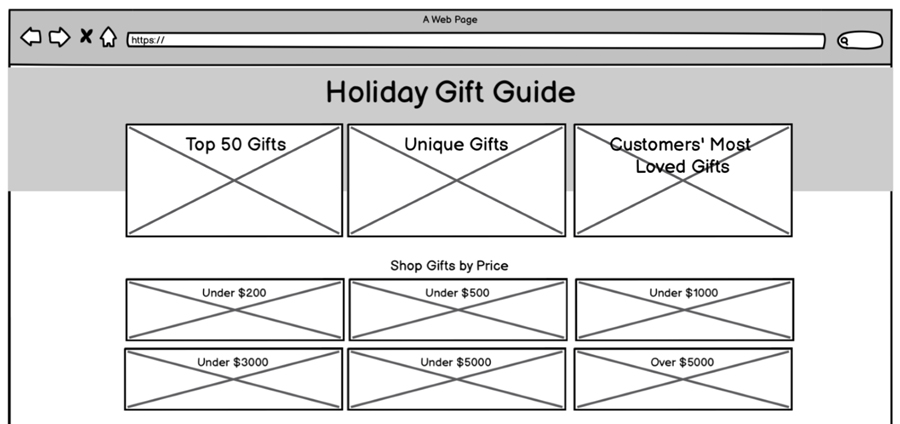 A Web Page
https://
Holiday Gift Guide
Top 50 Gifts
Unique Gifts
Customers' Most
Loved Gifts
Shop Gifts by Price
Under $200
Under $500
Under $1000
Under $3000
Under $5000
Over $5000